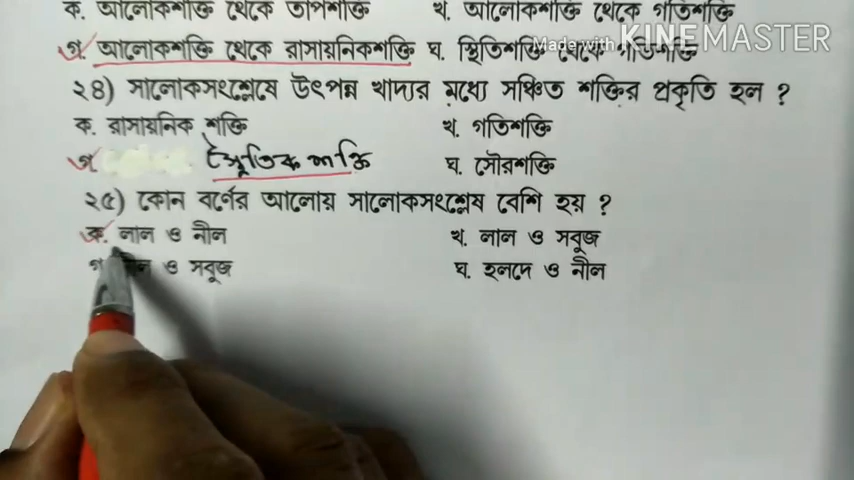 ক. আলোকশক্তি থেকে তাপশক্তি খ. আলোকশক্তি থেকে গতিশক্তি
গ. আলোকশক্তি থেকে রাসায়নিকশক্তি ঘ. স্থিতিশক্তি থেকে গতিশক্তি
Made with KINEMASTER
২৪) সালোকসংশ্লেষে উৎপন্ন খাদ্যর মধ্যে সঞ্চিত শক্তির প্রকৃতি হল ?
ক. রাসায়নিক শক্তি খ. গতিশক্তি
গ স্থৈতিক শক্তি ঘ. সৌরশক্তি
২৫) কোন বর্ণের আলোয় সালোকসংশ্লেষ বেশি হয় ?
ক. লাল ও নীল খ. লাল ও সবুজ
গ ও সবুজ ঘ. হলদে ও নীল